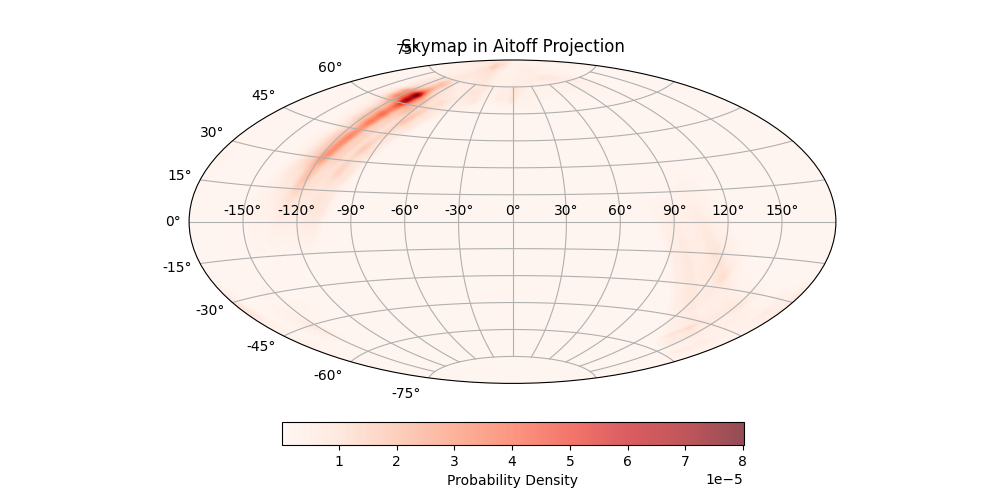 Skymap in Aitoff Projection
75°
60°
45°
30°
15°
-150° -120° -90° -60° -30° 0° 30° 60° 90° 120° 150°
0°
-15°
-30°
-45°
-60°
-75°
1 2 3 4 5 6 7 8
1e−5
Probability Density